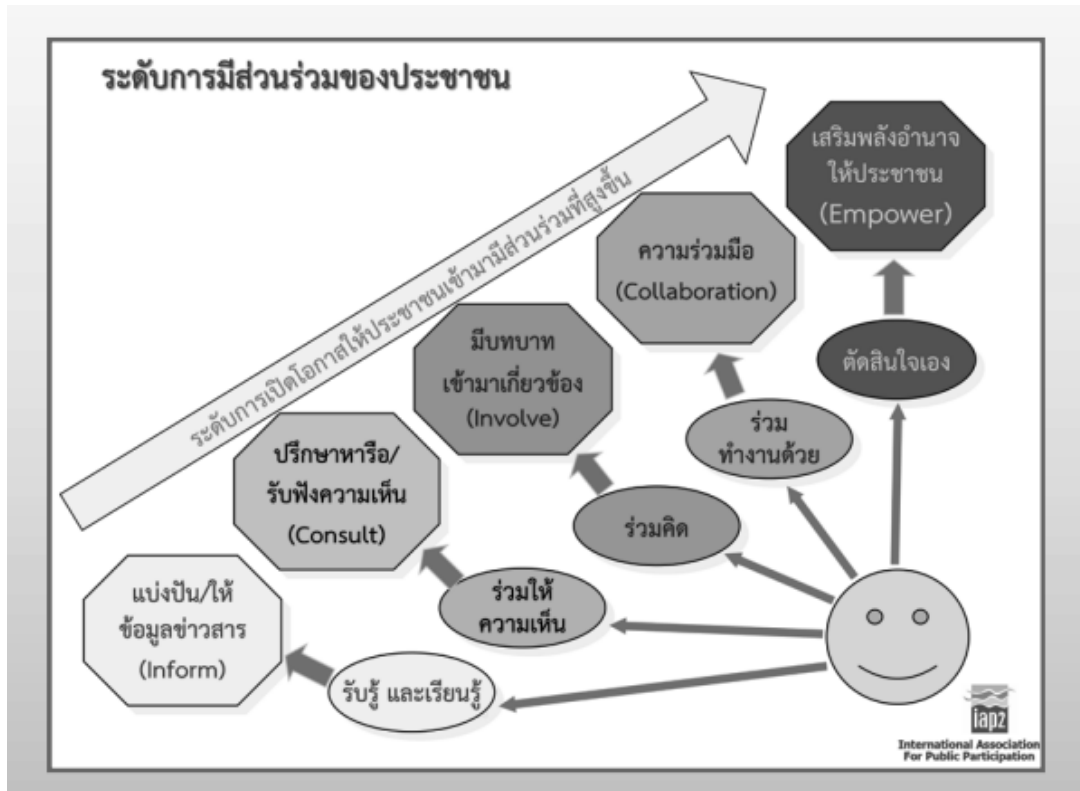 ระดับการมีส่วนร่วมของประชาชน
ระดับการเปิดโอกาสให้ประชาชนเข้ามามีส่วนร่วมที่สูงขึ้น
เสริมพลังอำนาจ
ให้ประชาชน
(Empower)
ความร่วมมือ
(Collaboration)
มีบทบาท
เข้ามาเกี่ยวข้อง
(Involve)
ปรึกษาหารือ/
รับฟังความเห็น
(Consult)
แบ่งปัน/ให้
ข้อมูลข่าวสาร
(Inform)
ตัดสินใจเอง
ร่วม
ทำงานด้วย
ร่วมคิด
ร่วมให้
ความเห็น
รับรู้ และเรียนรู้
iap2
International Association
For Public Participation